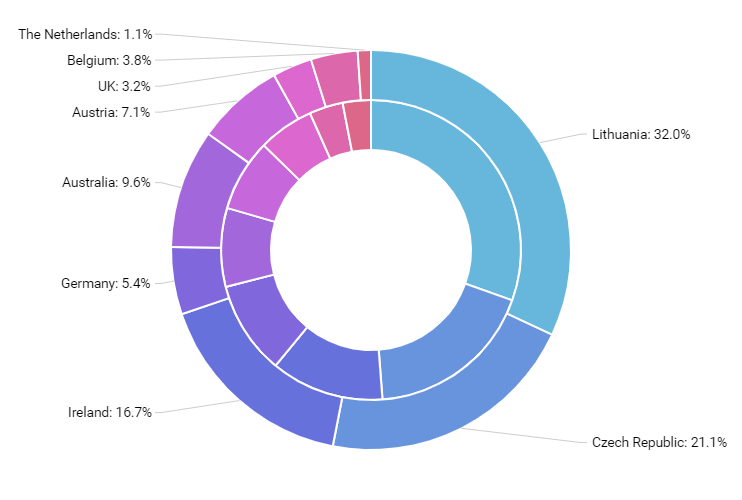 The Netherlands: 1.1%
Belgium: 3.8%
UK: 3.2%
Austria: 7.1%
Lithuania: 32.0%
Australia: 9.6%
Germany: 5.4%
Ireland: 16.7%
Czech Republic: 21.1%